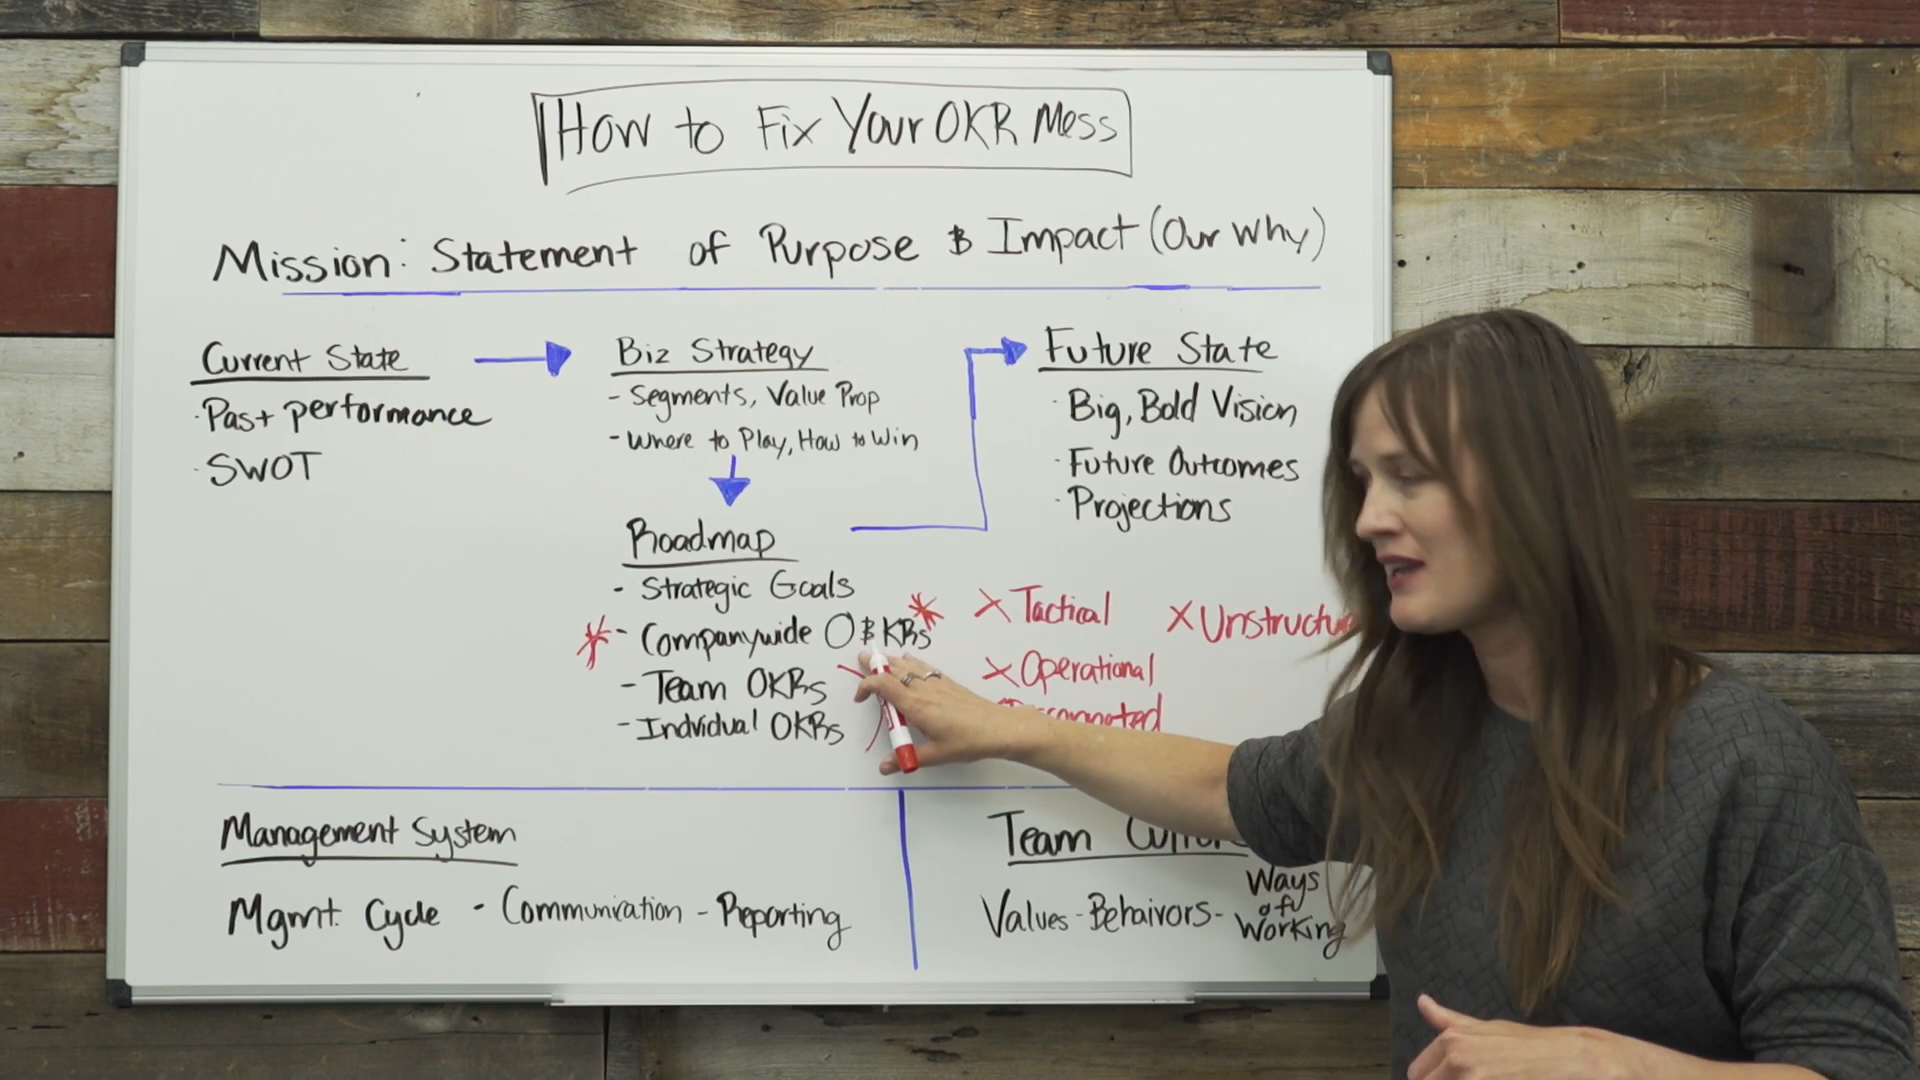 How to Fix Your OKR Mess
Mission: Statement of Purpose & Impact (Our Why)
Current State
· Past performance
· SWOT
Biz Strategy
- Segments, Value Prop
- Where to Play, How to Win
Roadmap
- Strategic Goals
- Companywide O & KRs
- Team OKRs
- Individual OKRs
Future State
· Big, Bold Vision
· Future Outcomes
· Projections
X Tactical
X Operational
X Unstructu
Management System
Mgmt. Cycle - Communication - Reporting
Team
Values - Behaivors - Ways of Working